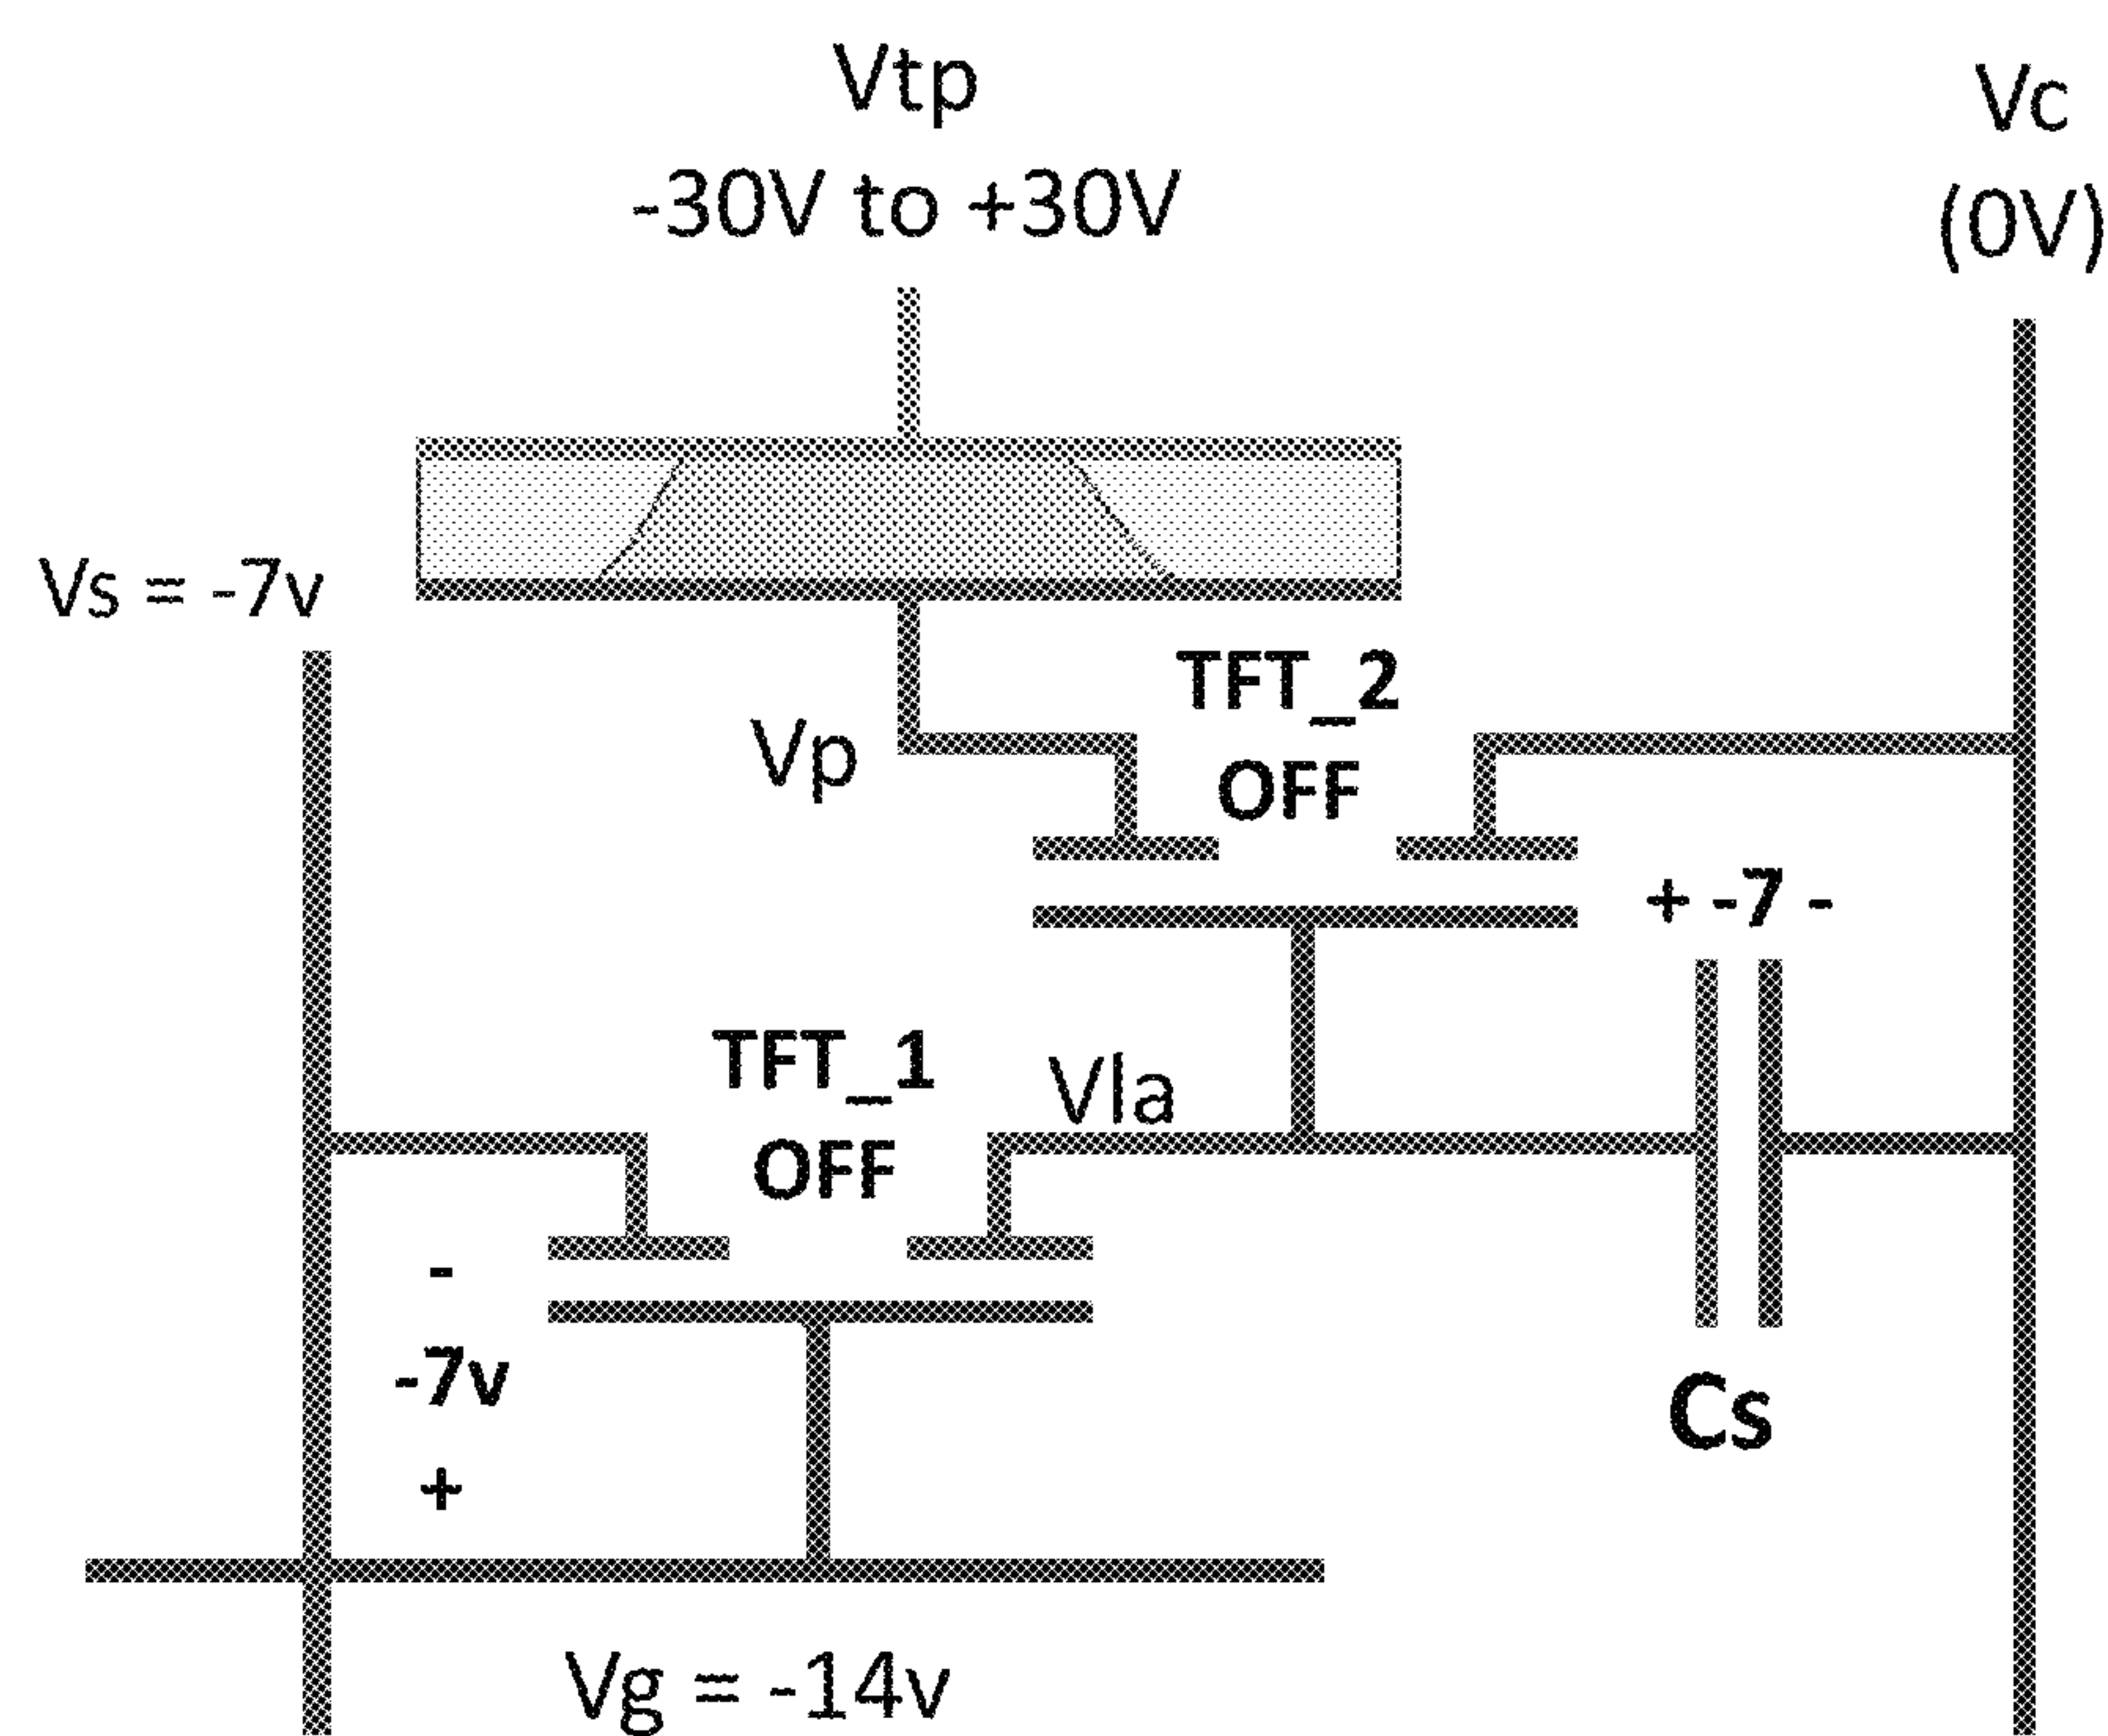 Vtp
-30V to +30V
Vc
(0V)
Vs = -7v
TFT_2
OFF
Vp
+ -7 -
TFT_1
OFF
Vla
-
-7v
+
Cs
Vg = -14v